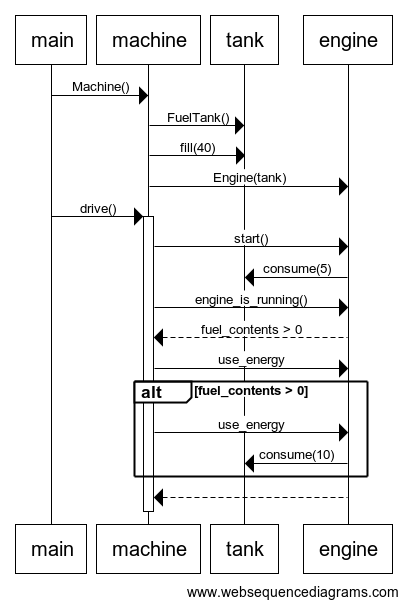 main machine tank engine
Machine()
FuelTank()
fill(40)
Engine(tank)
drive()
start()
consume(5)
engine_is_running()
fuel_contents > 0
use_energy
alt [fuel_contents > 0]
use_energy
consume(10)
main machine tank engine
www.websequencediagrams.com